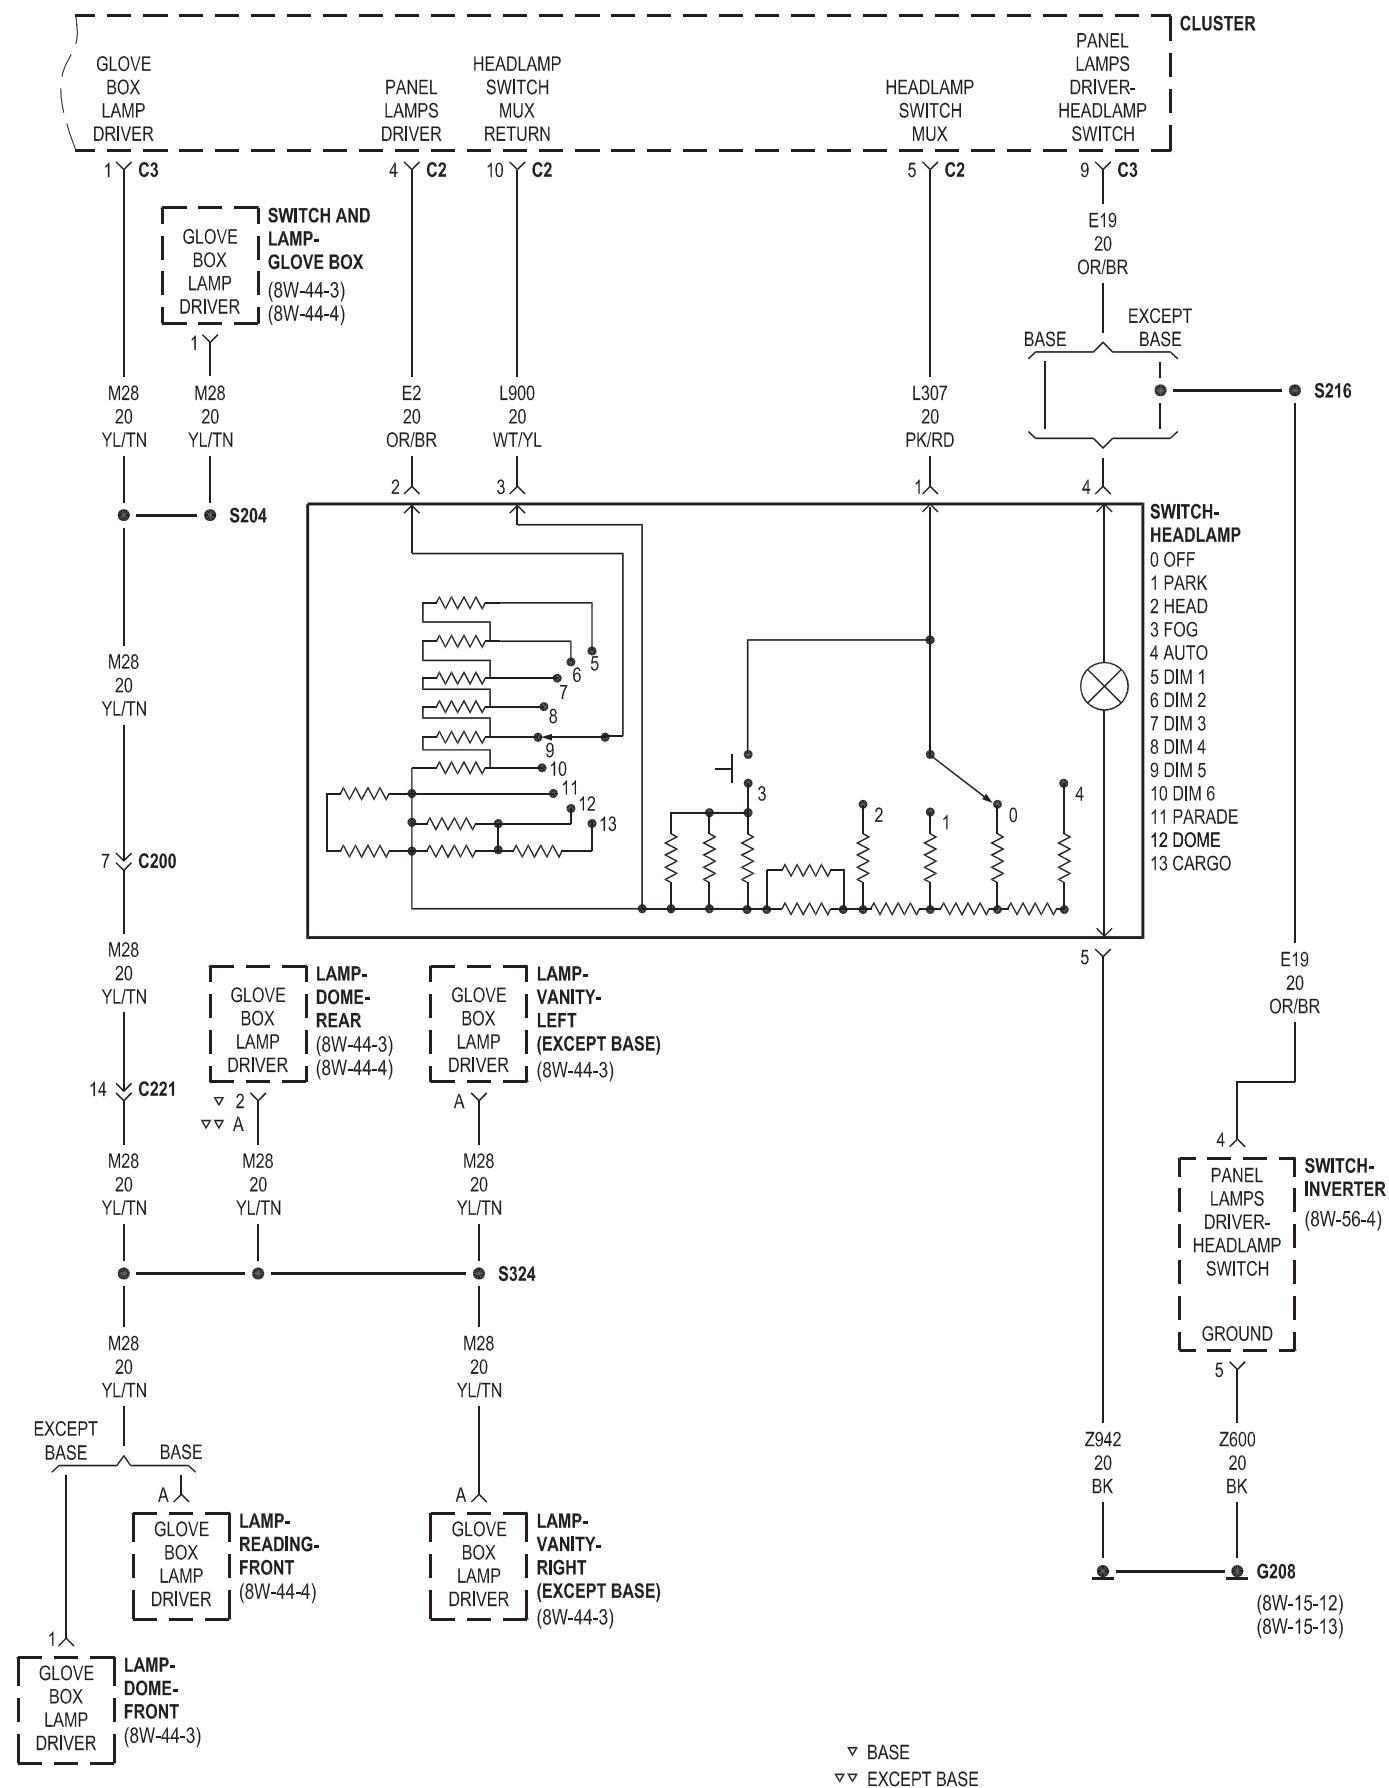 CLUSTER
GLOVE
BOX
LAMP
DRIVER
PANEL
LAMPS
DRIVER
HEADLAMP
SWITCH
MUX
RETURN
HEADLAMP
SWITCH
MUX
PANEL
LAMPS
DRIVER-
HEADLAMP
SWITCH
1 C3
4 C2
10 C2
5 C2
9 C3
GLOVE
BOX
LAMP
DRIVER
SWITCH AND
LAMP-
GLOVE BOX
(8W-44-3)
(8W-44-4)
1
E19
20
OR/BR
BASE
EXCEPT
BASE
S216
M28
20
YL/TN
M28
20
YL/TN
E2
20
OR/BR
L900
20
WT/YL
L307
20
PK/RD
2
3
1
4
S204
SWITCH-
HEADLAMP
0 OFF
1 PARK
2 HEAD
3 FOG
4 AUTO
5 DIM 1
6 DIM 2
7 DIM 3
8 DIM 4
9 DIM 5
10 DIM 6
11 PARADE
12 DOME
13 CARGO
5
6
7
8
9
10
11
12
13
3
2
1
0
4
M28
20
YL/TN
7 C200
M28
20
YL/TN
14 C221
GLOVE
BOX
LAMP
DRIVER
LAMP-
DOME-
REAR
(8W-44-3)
(8W-44-4)
▽ 2
▽▽ A
GLOVE
BOX
LAMP
DRIVER
LAMP-
VANITY-
LEFT
(EXCEPT BASE)
(8W-44-3)
A
5
E19
20
OR/BR
M28
20
YL/TN
M28
20
YL/TN
M28
20
YL/TN
4
PANEL
LAMPS
DRIVER-
HEADLAMP
SWITCH
GROUND
SWITCH-
INVERTER
(8W-56-4)
5
S324
M28
20
YL/TN
M28
20
YL/TN
EXCEPT
BASE
BASE
A
GLOVE
BOX
LAMP
DRIVER
LAMP-
READING-
FRONT
(8W-44-4)
A
GLOVE
BOX
LAMP
DRIVER
LAMP-
VANITY-
RIGHT
(EXCEPT BASE)
(8W-44-3)
Z942
20
BK
Z600
20
BK
G208
(8W-15-12)
(8W-15-13)
1
GLOVE
BOX
LAMP
DRIVER
LAMP-
DOME-
FRONT
(8W-44-3)
▽ BASE
▽▽ EXCEPT BASE